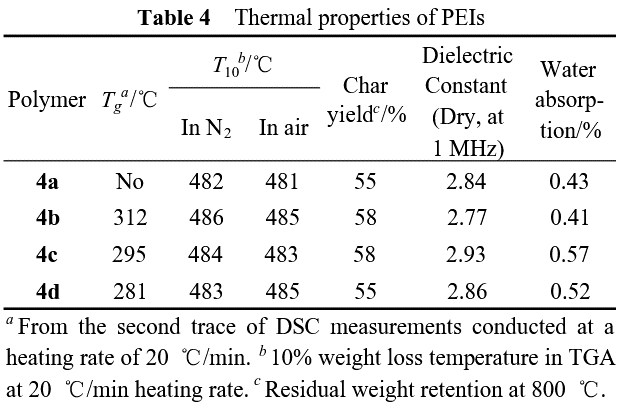 Table 4 Thermal properties of PEIs
Polymer Tg a/℃ T10 b/℃ Char yield c/% Dielectric Constant (Dry, at 1 MHz) Water absorp-tion/%
In N2 In air
4a No 482 481 55 2.84 0.43
4b 312 486 485 58 2.77 0.41
4c 295 484 483 58 2.93 0.57
4d 281 483 485 55 2.86 0.52
a From the second trace of DSC measurements conducted at a
heating rate of 20 ℃/min. b 10% weight loss temperature in TGA
at 20 ℃/min heating rate. c Residual weight retention at 800 ℃.